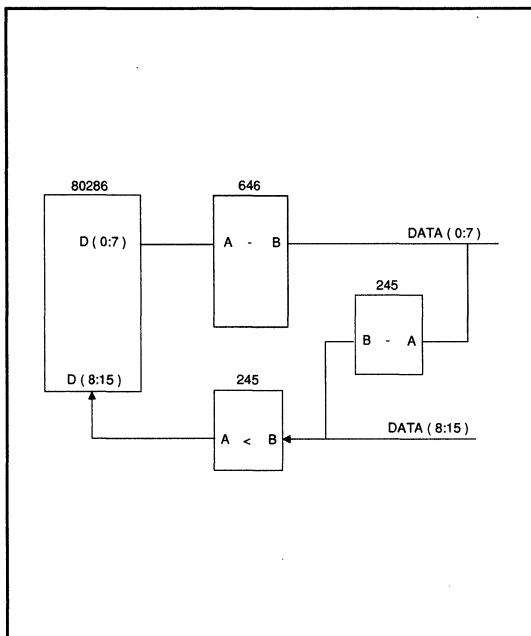 80286
646
D ( 0:7)
A - B
DATA ( 0:7)
245
B - A
D ( 8:15)
245
A < B
DATA ( 8:15)